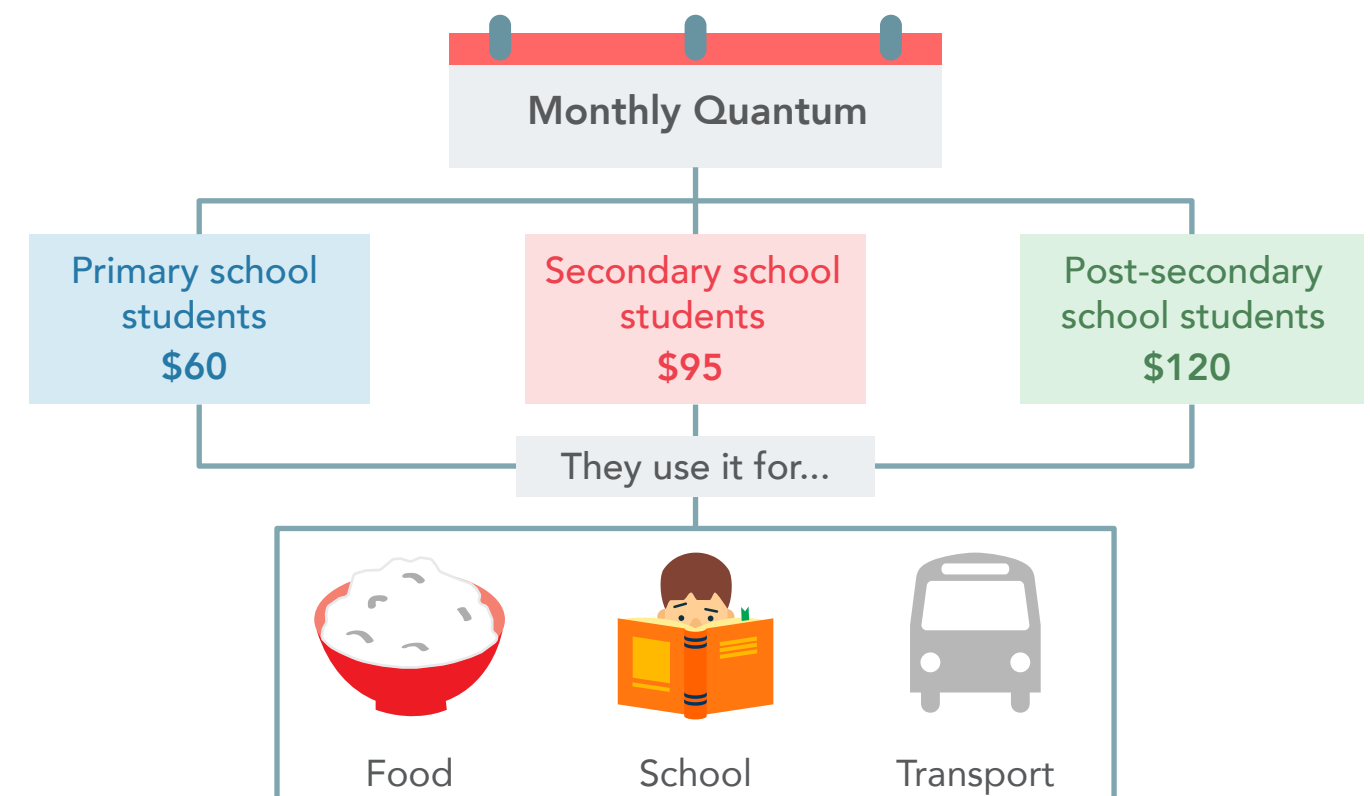 Monthly Quantum
Primary school
students
$60
Secondary school
students
$95
Post-secondary
school students
$120
They use it for...
Food
School
Transport